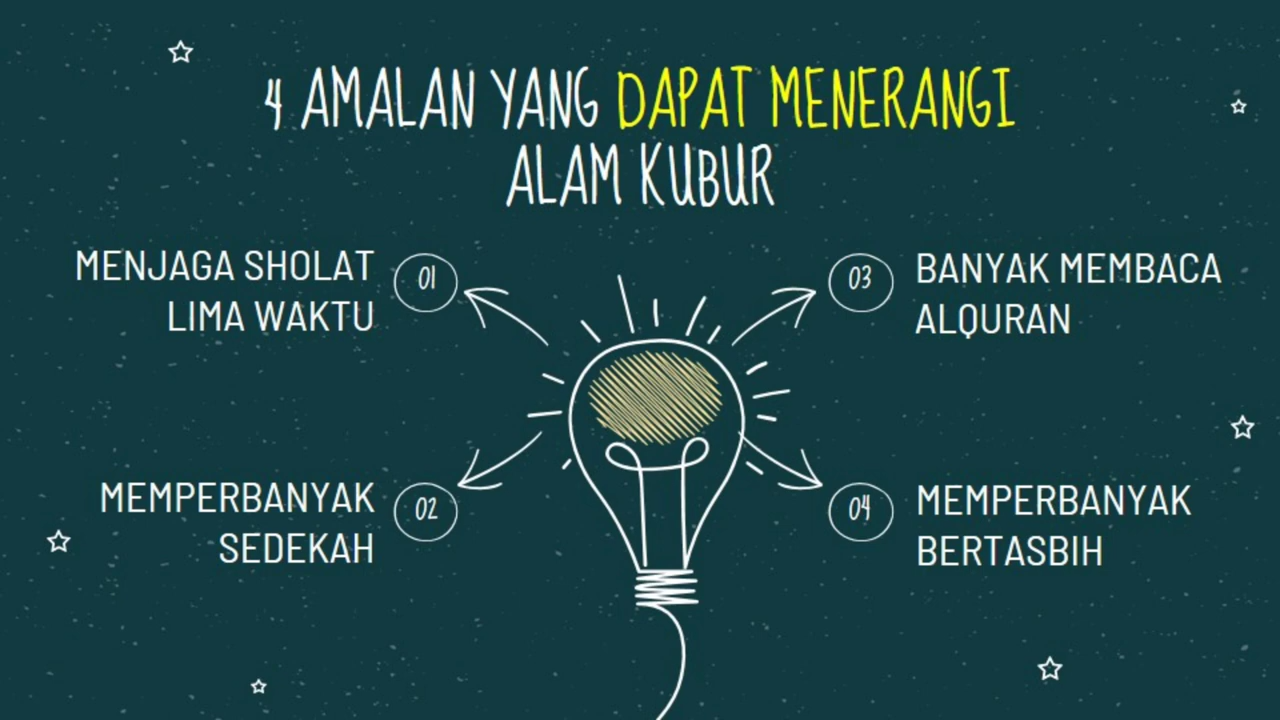 4 AMALAN YANG DAPAT MENERANGI
ALAM KUBUR
01
MENJAGA SHOLAT
LIMA WAKTU
02
MEMPERBANYAK
SEDEKAH
03
BANYAK MEMBACA
ALQURAN
04
MEMPERBANYAK
BERTASBIH